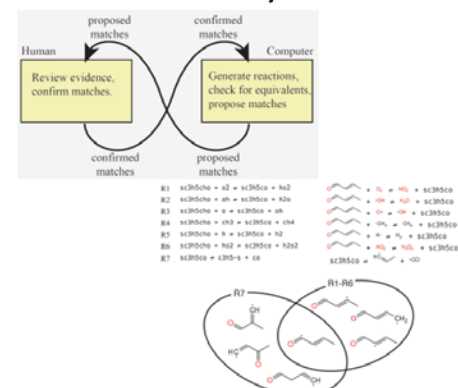 proposed matches
confirmed matches
Human
Computer
Review evidence,
confirm matches.
Generate reactions,
check for equivalents,
propose matches
confirmed matches
proposed matches
R1 sc3h5cho + o2 = sc3h5co + ho2
R2 sc3h5cho + oh = sc3h5co + h2o
R3 sc3h5cho + o = sc3h5co + oh
R4 sc3h5cho + ch3 = sc3h5co + ch4
R5 sc3h5cho + h = sc3h5co + h2
R6 sc3h5cho + ho2 = sc3h5co + h2o2
R7 sc3h5co = c3h5-s + co
+ sc3h5co
+ sc3h5co
+ sc3h5co
+ sc3h5co
+ sc3h5co
+ sc3h5co
sc3h5co
R7
R1-R6